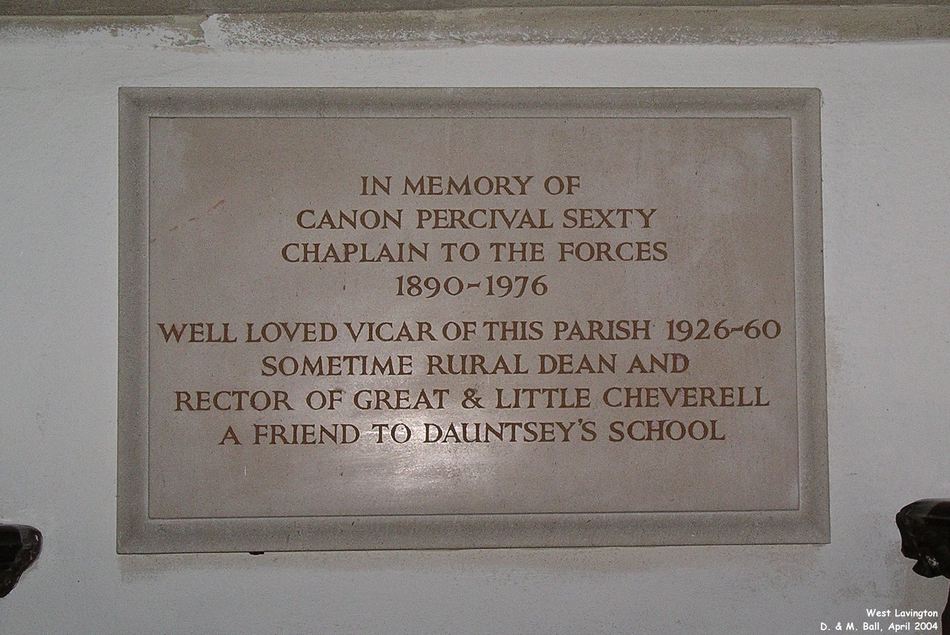 IN MEMORY OF
CANON PERCIVAL SEXTY
CHAPLAIN TO THE FORCES
1890-1976
WELL LOVED VICAR OF THIS PARISH 1926-60
SOMETIME RURAL DEAN AND
RECTOR OF GREAT & LITTLE CHEVERELL
A FRIEND TO DAUNTSEY'S SCHOOL
West Lavington
D. & M. Ball, April 2004